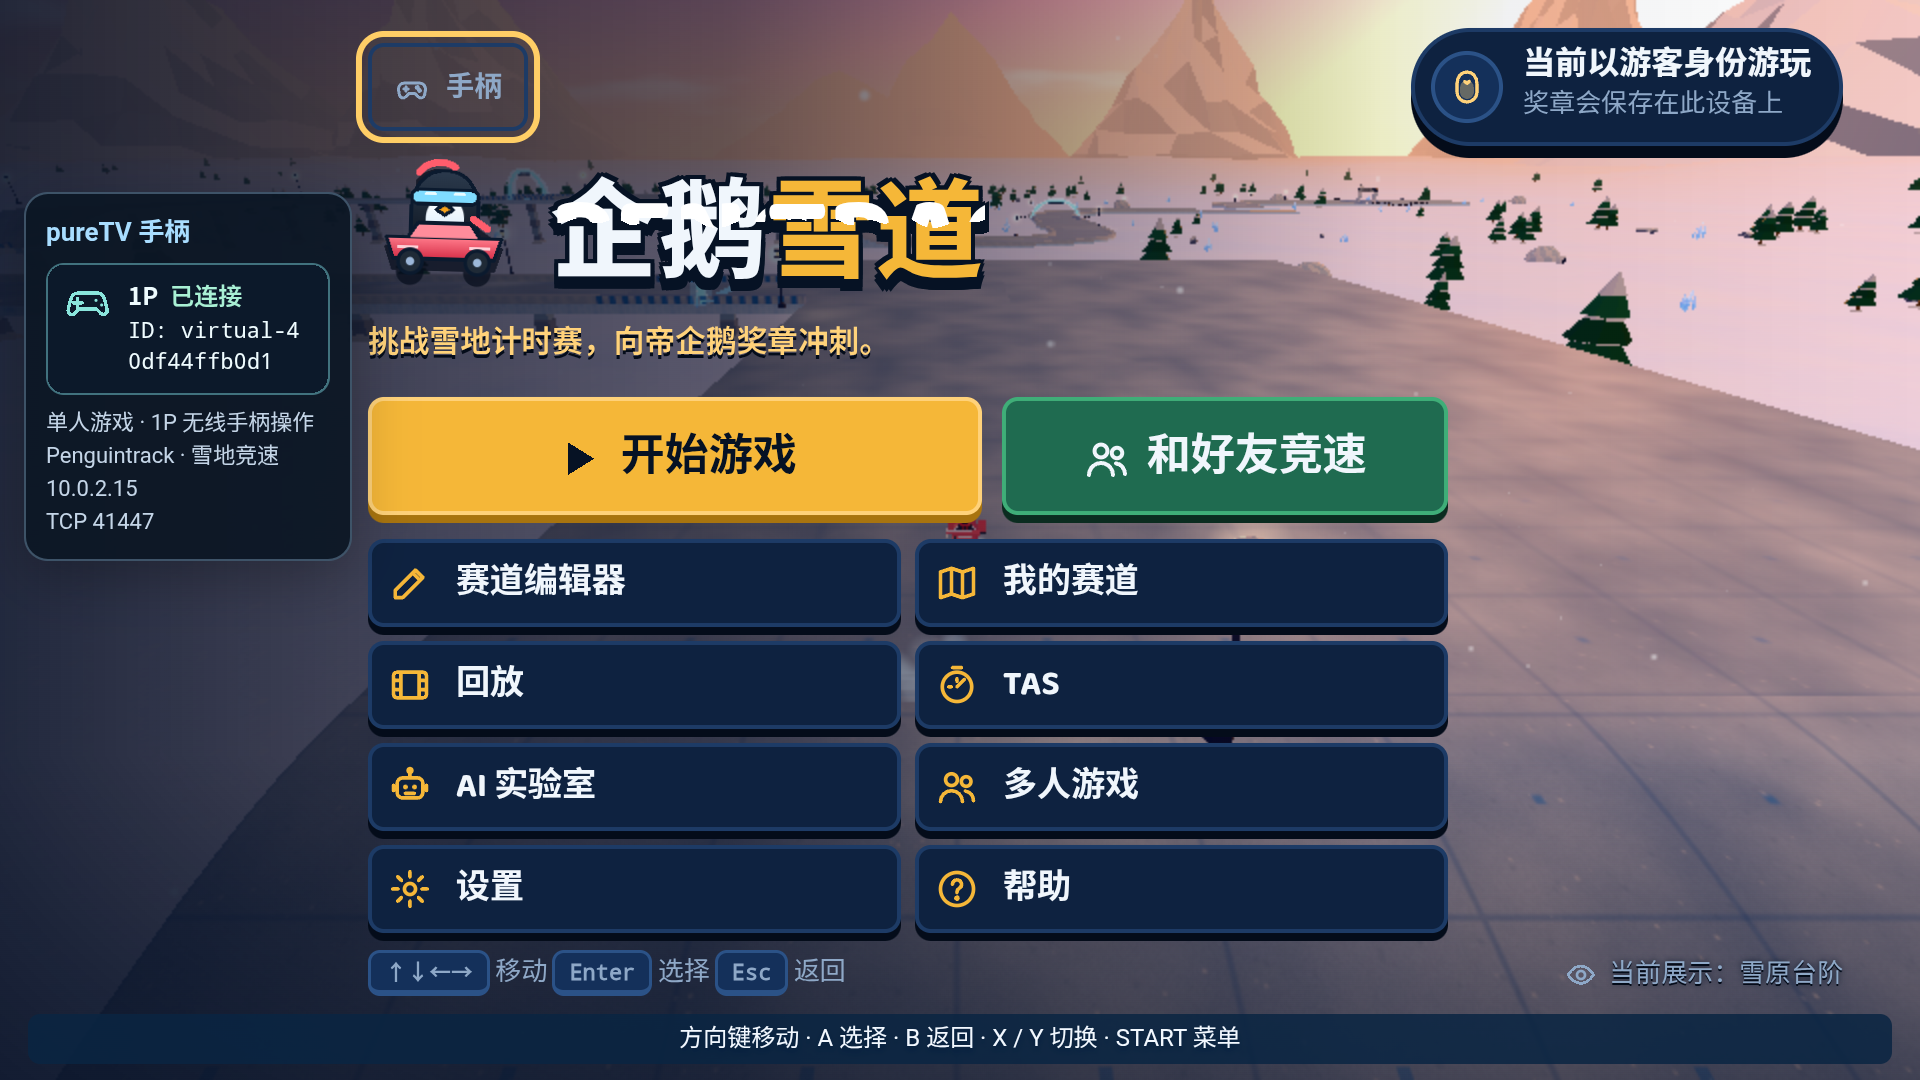 手柄
当前以游客身份游玩
奖章会保存在此设备上
pureTV 手柄
1P 已连接
ID: virtual-4
0df44ffb0d1
单人游戏 · 1P 无线手柄操作
Penguintrack · 雪地竞速
10.0.2.15
TCP 41447
企鹅雪道
挑战雪地计时赛，向帝企鹅奖章冲刺。
开始游戏
和好友竞速
赛道编辑器
我的赛道
回放
TAS
AI 实验室
多人游戏
设置
帮助
↑↓←→ 移动 Enter 选择 Esc 返回
当前展示：雪原台阶
方向键移动 · A 选择 · B 返回 · X / Y 切换 · START 菜单